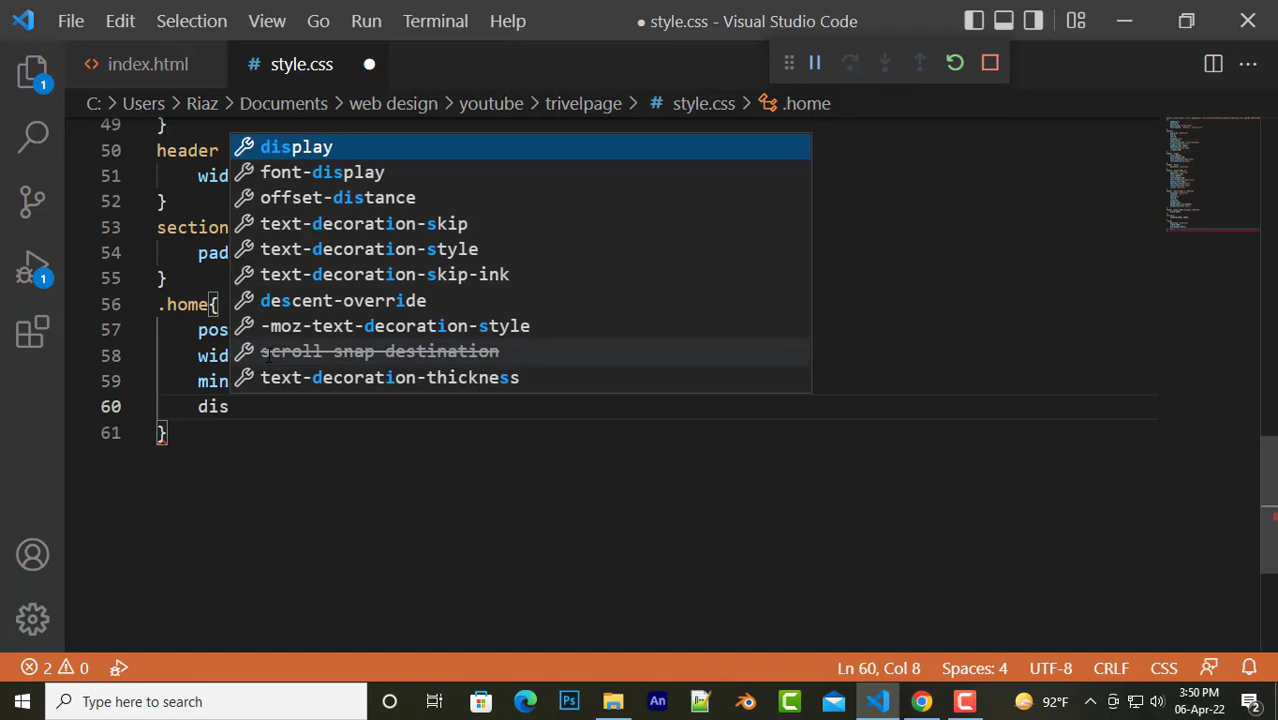 File Edit Selection View Go Run Terminal Help
● style.css - Visual Studio Code
<> index.html
# style.css ●
C: > Users > Riaz > Documents > web design > youtube > trivelpage > # style.css > .home
49 }
50 header
51 wid
52 }
53 section
54 pad
55 }
56 .home{
57 pos
58 wid
59 min
60 dis
61 }
display
font-display
offset-distance
text-decoration-skip
text-decoration-style
text-decoration-skip-ink
descent-override
-moz-text-decoration-style
scroll-snap-destination
text-decoration-thickness
1
1
2 0
Ln 60, Col 8
Spaces: 4
UTF-8
CRLF
CSS
Type here to search
Ps
An
92°F
3:50 PM
06-Apr-22
2